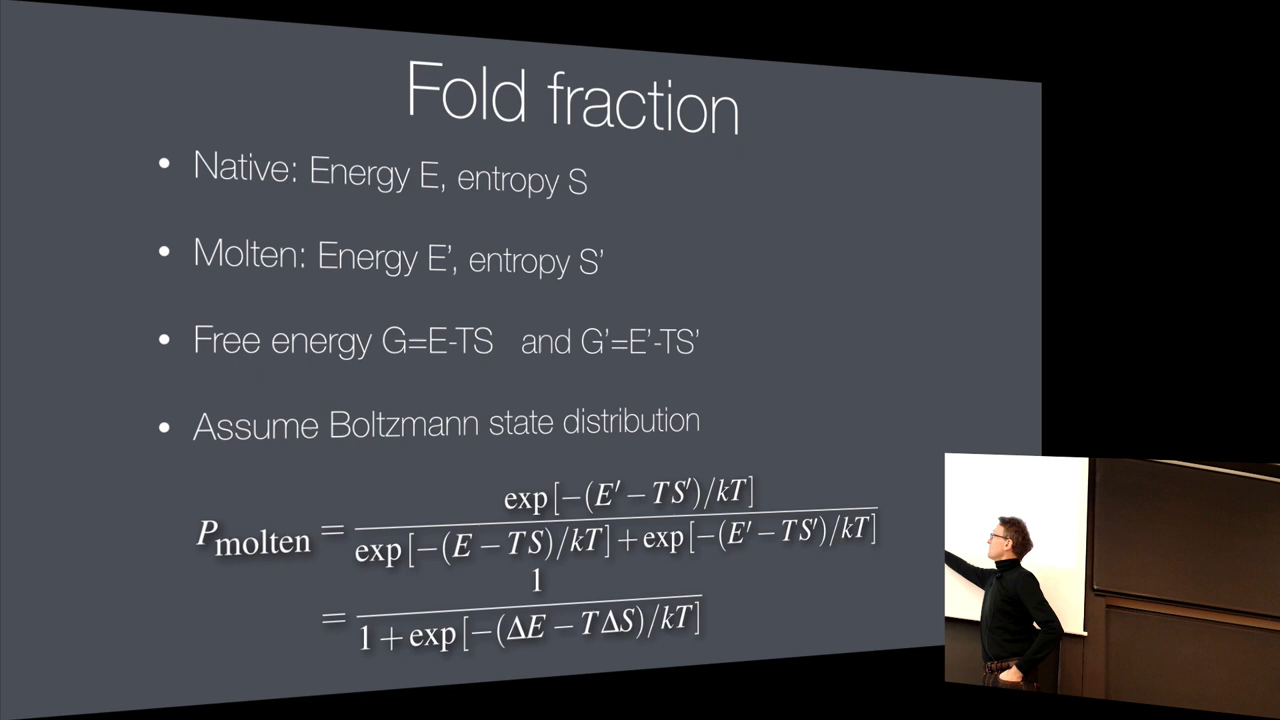 Fold fraction
• Native: Energy E, entropy S
• Molten: Energy E’, entropy S’
• Free energy G=E-TS and G’=E’-TS’
• Assume Boltzmann state distribution
P_molten = exp[-(E′ − TS′)/kT] / (exp[-(E − TS)/kT] + exp[-(E′ − TS′)/kT])
= 1 / (1 + exp[-(ΔE − TΔS)/kT])